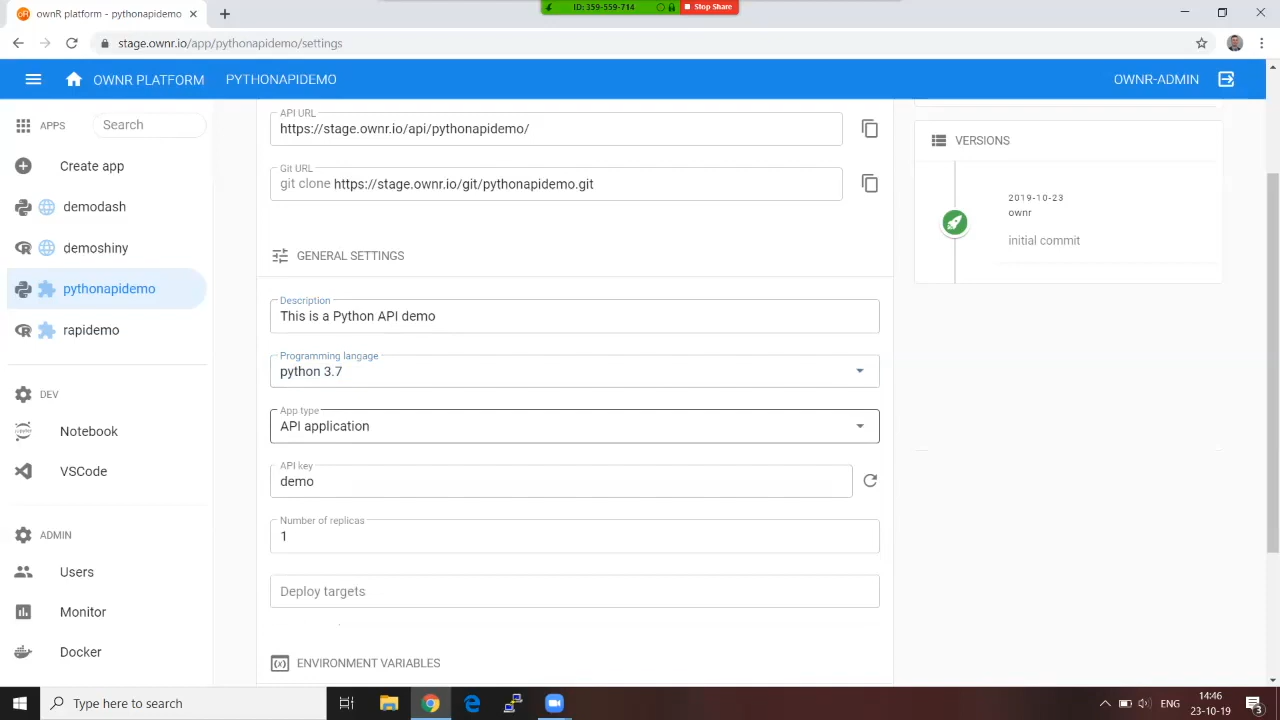 ID: 359-559-714 Stop Share
ownR platform - pythonapidemo
stage.ownr.io/app/pythonapidemo/settings
OWNR PLATFORM PYTHONAPIDEMO OWNR-ADMIN
APPS Search
Create app
demodash
demoshiny
pythonapidemo
rapidemo
DEV
Notebook
VSCode
ADMIN
Users
Monitor
Docker
API URL
https://stage.ownr.io/api/pythonapidemo/
Git URL
git clone https://stage.ownr.io/git/pythonapidemo.git
GENERAL SETTINGS
Description
This is a Python API demo
Programming langage
python 3.7
App type
API application
API key
demo
Number of replicas
1
Deploy targets
ENVIRONMENT VARIABLES
VERSIONS
2019-10-23
ownr
initial commit
Type here to search
ENG
14:46
23-10-19
3